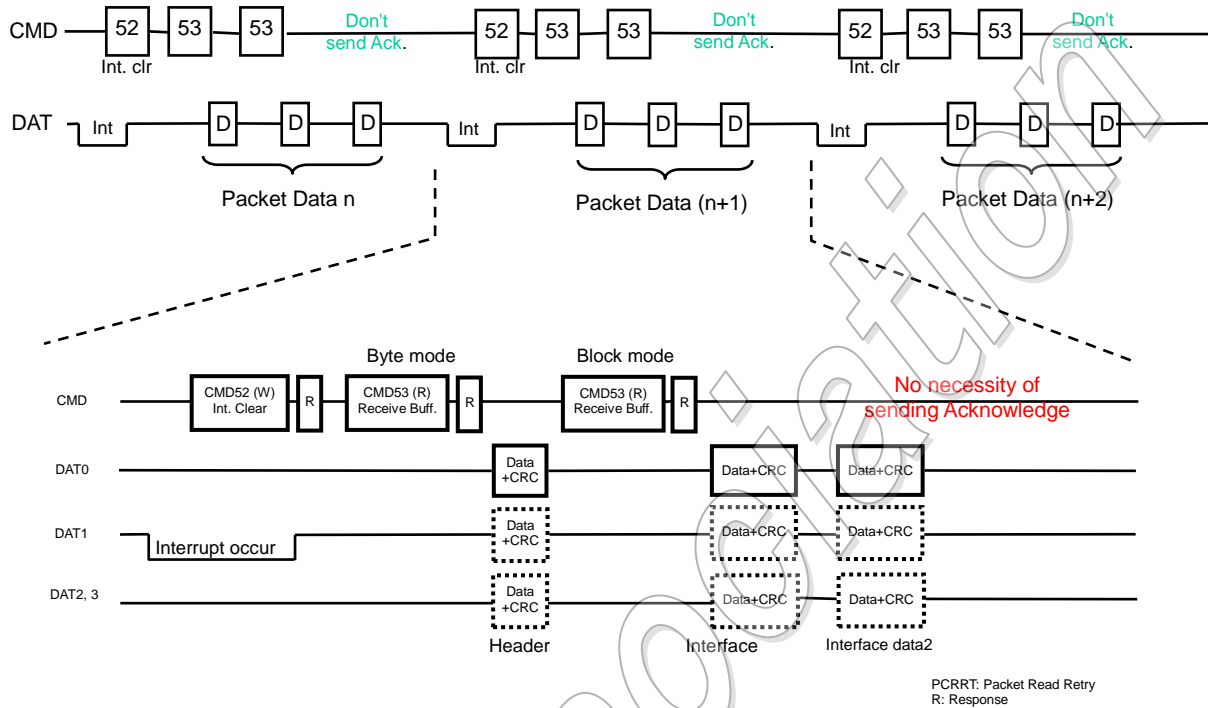 CMD 52 53 53 Don't send Ack. 52 53 53 Don't send Ack. 52 53 53 Don't send Ack.
Int. clr Int. clr Int. clr
DAT Int D D D Int D D D Int D D D
Packet Data n Packet Data (n+1) Packet Data (n+2)
Byte mode Block mode
CMD CMD52 (W) Int. Clear R CMD53 (R) Receive Buff. R CMD53 (R) Receive Buff. R No necessity of sending Acknowledge
DAT0 Data +CRC Data+CRC Data+CRC
DAT1 Interrupt occur Data +CRC Data+CRC Data+CRC
DAT2, 3 Data +CRC Data+CRC Data+CRC
Header Interface Interface data2
PCRRT: Packet Read Retry
R: Response
ociation